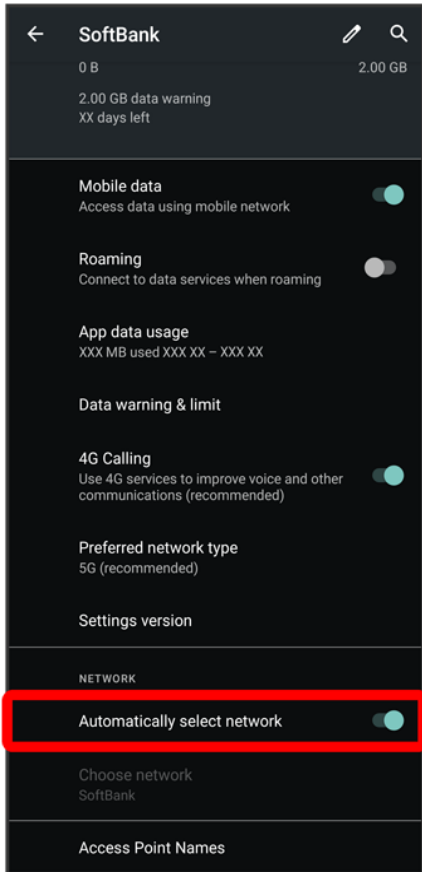 SoftBank
0 B 2.00 GB
2.00 GB data warning
XX days left
Mobile data
Access data using mobile network
Roaming
Connect to data services when roaming
App data usage
XXX MB used XXX XX – XXX XX
Data warning & limit
4G Calling
Use 4G services to improve voice and other
communications (recommended)
Preferred network type
5G (recommended)
Settings version
NETWORK
Automatically select network
Choose network
SoftBank
Access Point Names